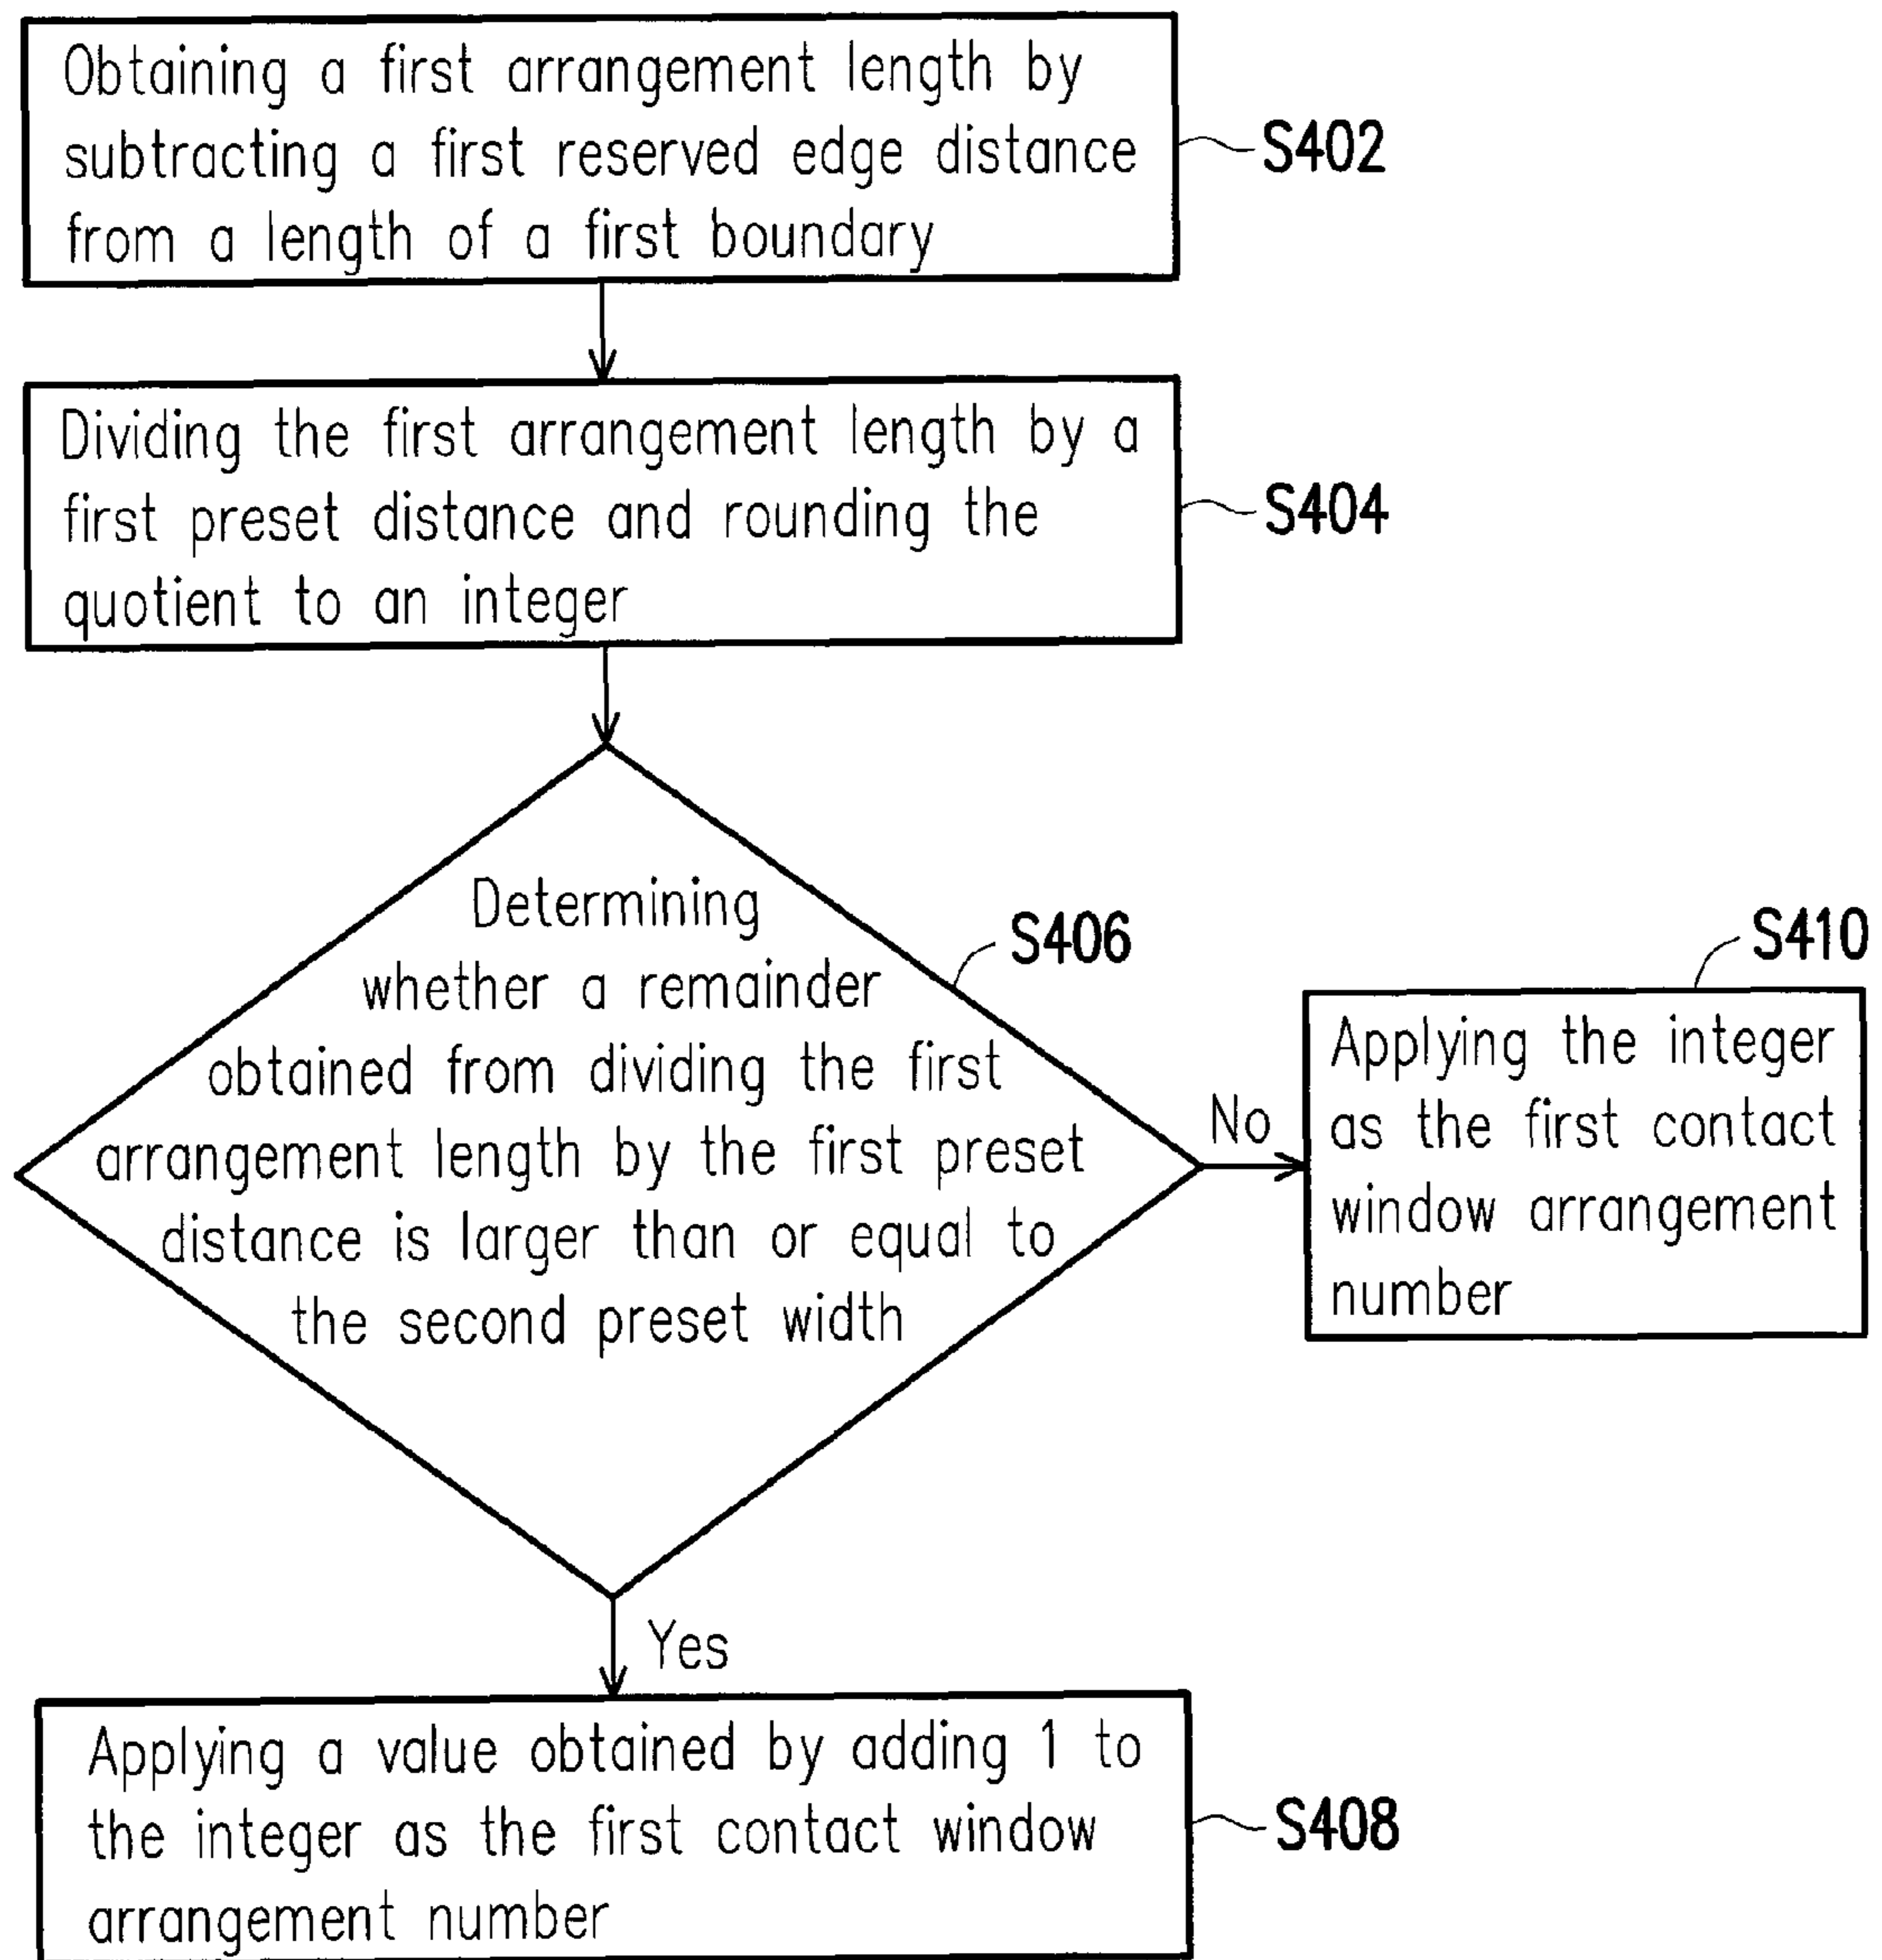 Obtaining a first arrangement length by
subtracting a first reserved edge distance
from a length of a first boundary
S402
Dividing the first arrangement length by a
first preset distance and rounding the
quotient to an integer
S404
Determining
whether a remainder
obtained from dividing the first
arrangement length by the first preset
distance is larger than or equal to
the second preset width
S406
No
S410
Applying the integer
as the first contact
window arrangement
number
Yes
Applying a value obtained by adding 1 to
the integer as the first contact window
arrangement number
S408